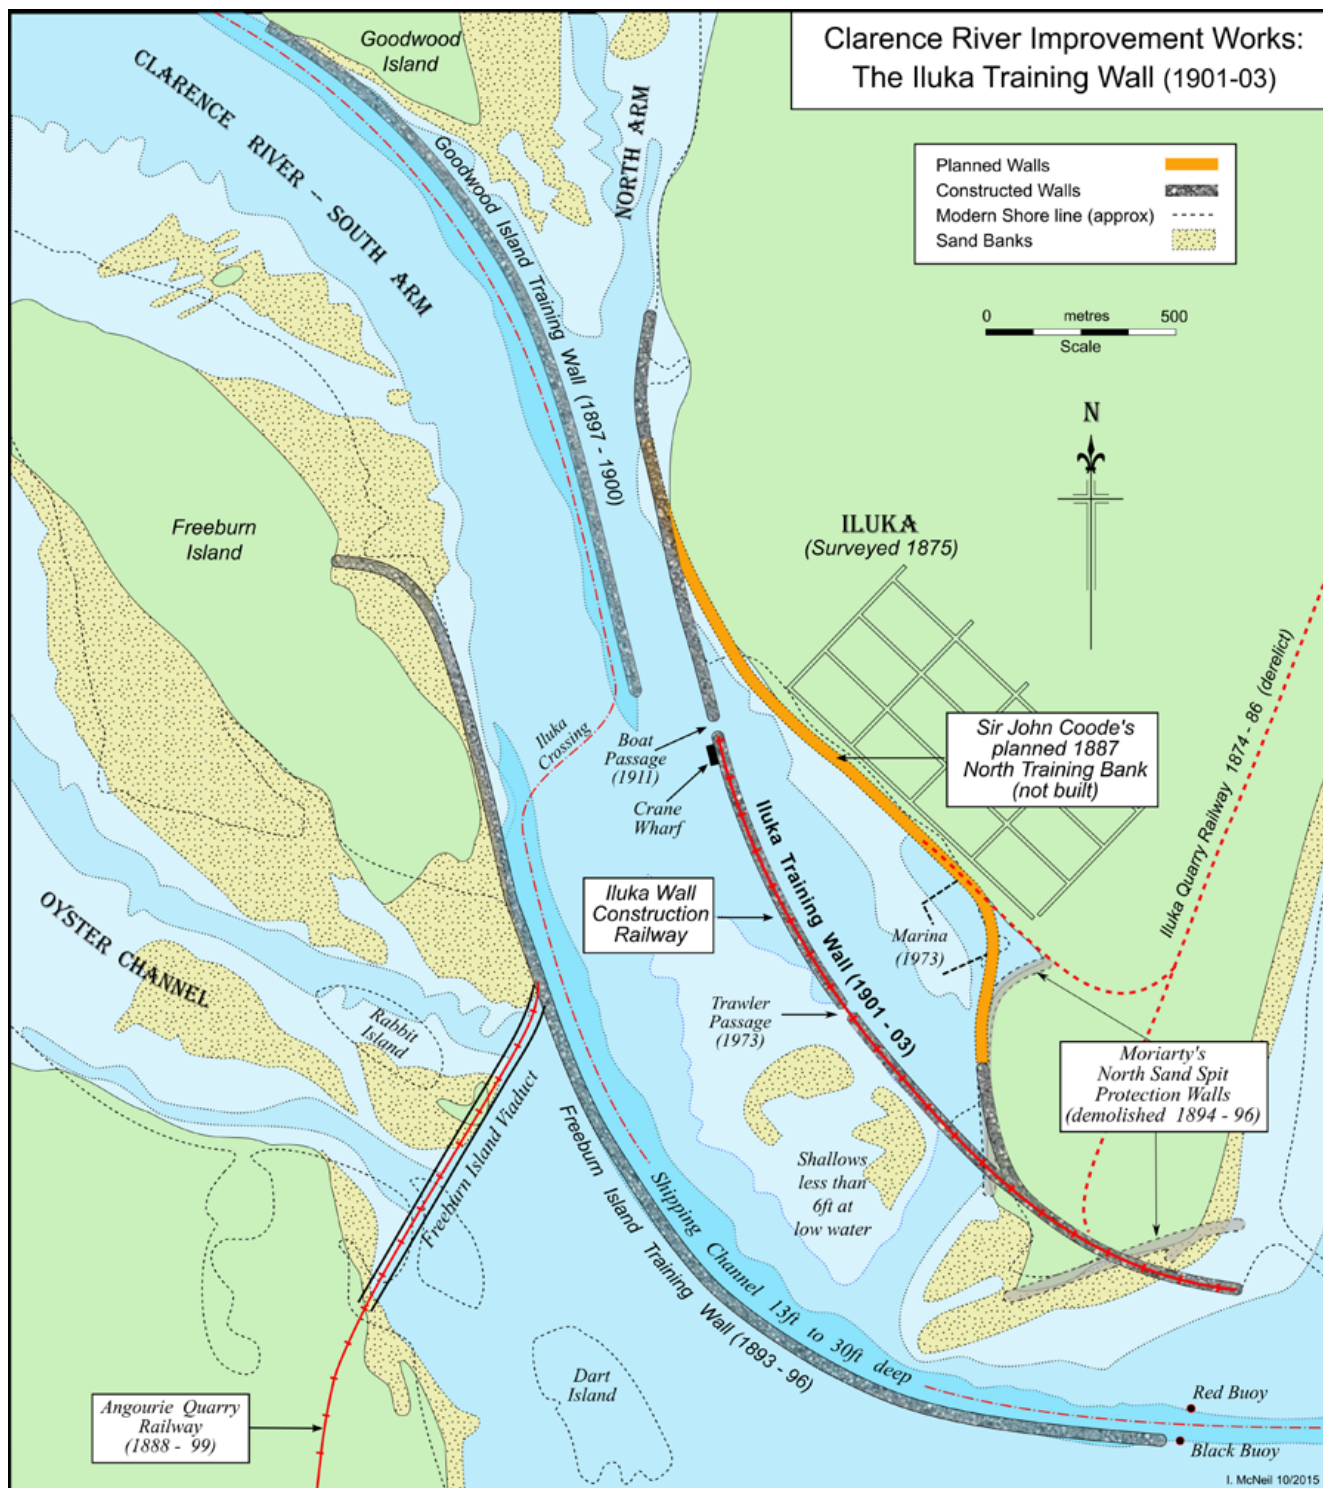 Clarence River Improvement Works:
The Iluka Training Wall (1901-03)
Goodwood
Island
CLARENCE RIVER -- SOUTH ARM
NORTH ARM
Goodwood Island Training Wall (1897 - 1900)
Planned Walls
Constructed Walls
Modern Shore line (approx)
Sand Banks
0 metres 500
Scale
N
Freeburn
Island
ILUKA
(Surveyed 1875)
Iluka Quarry Railway 1874 - 86 (derelict)
Iluka
Crossing
Boat
Passage
(1911)
Crane
Wharf
Sir John Coode's
planned 1887
North Training Bank
(not built)
Iluka Training Wall (1901 - 03)
Iluka Wall
Construction
Railway
Marina
(1973)
OYSTER CHANNEL
Rabbit
Island
Trawler
Passage
(1973)
Moriarty's
North Sand Spit
Protection Walls
(demolished 1894 - 96)
Freeburn Island Viaduct
Freeburn Island Training Wall (1893 - 96)
Shipping Channel 13ft to 30ft deep
Shallows
less than
6ft at
low water
Dart
Island
Angourie Quarry
Railway
(1888 - 99)
Red Buoy
Black Buoy
I. McNeil 10/2015